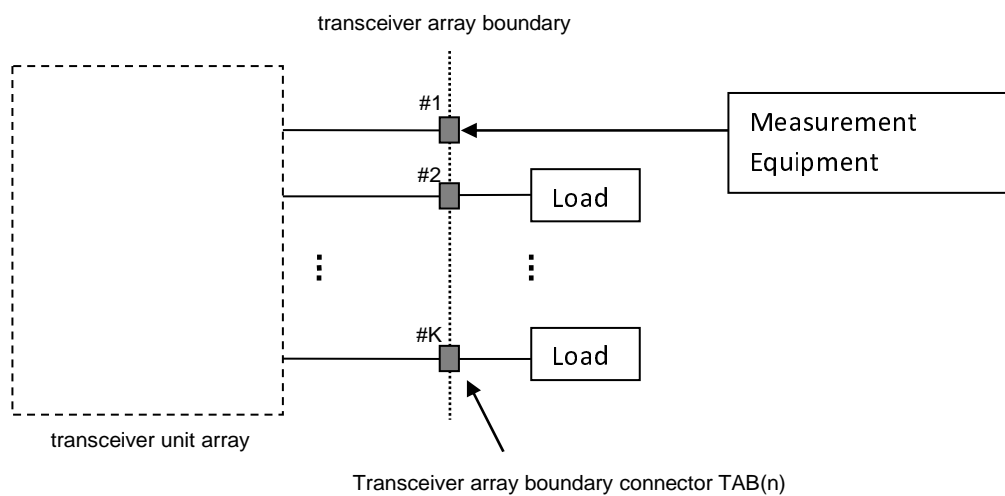 transceiver array boundary
#1
Measurement
Equipment
#2
Load
#K
Load
transceiver unit array
Transceiver array boundary connector TAB(n)